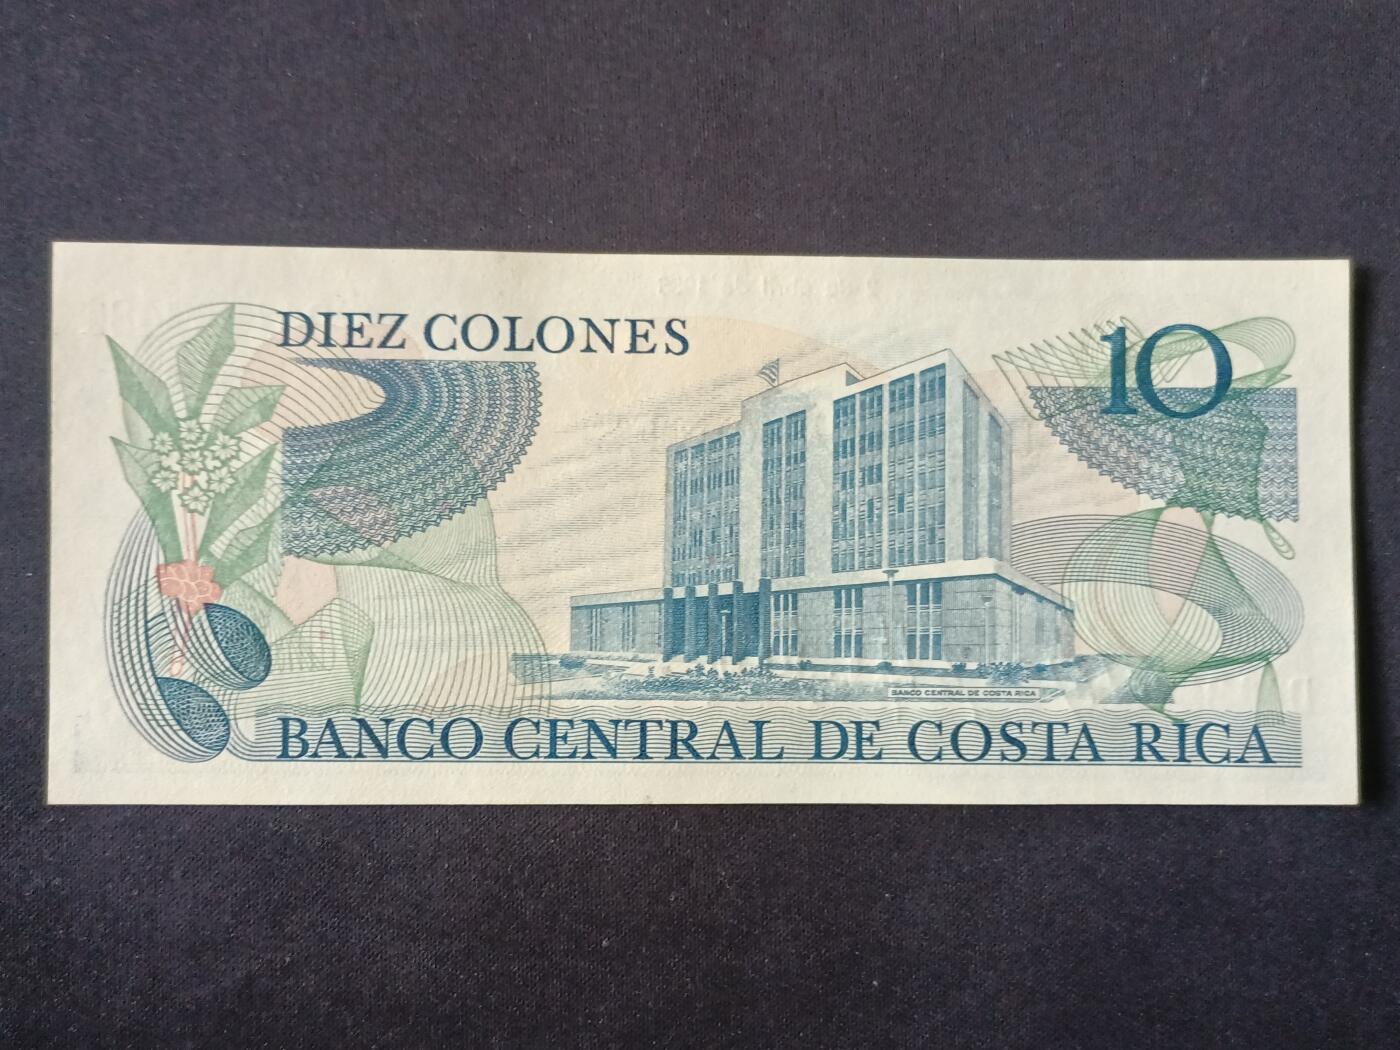 DIEZ COLONES
10
BANCO CENTRAL DE COSTA RICA
BANCO CENTRAL DE COSTA RICA